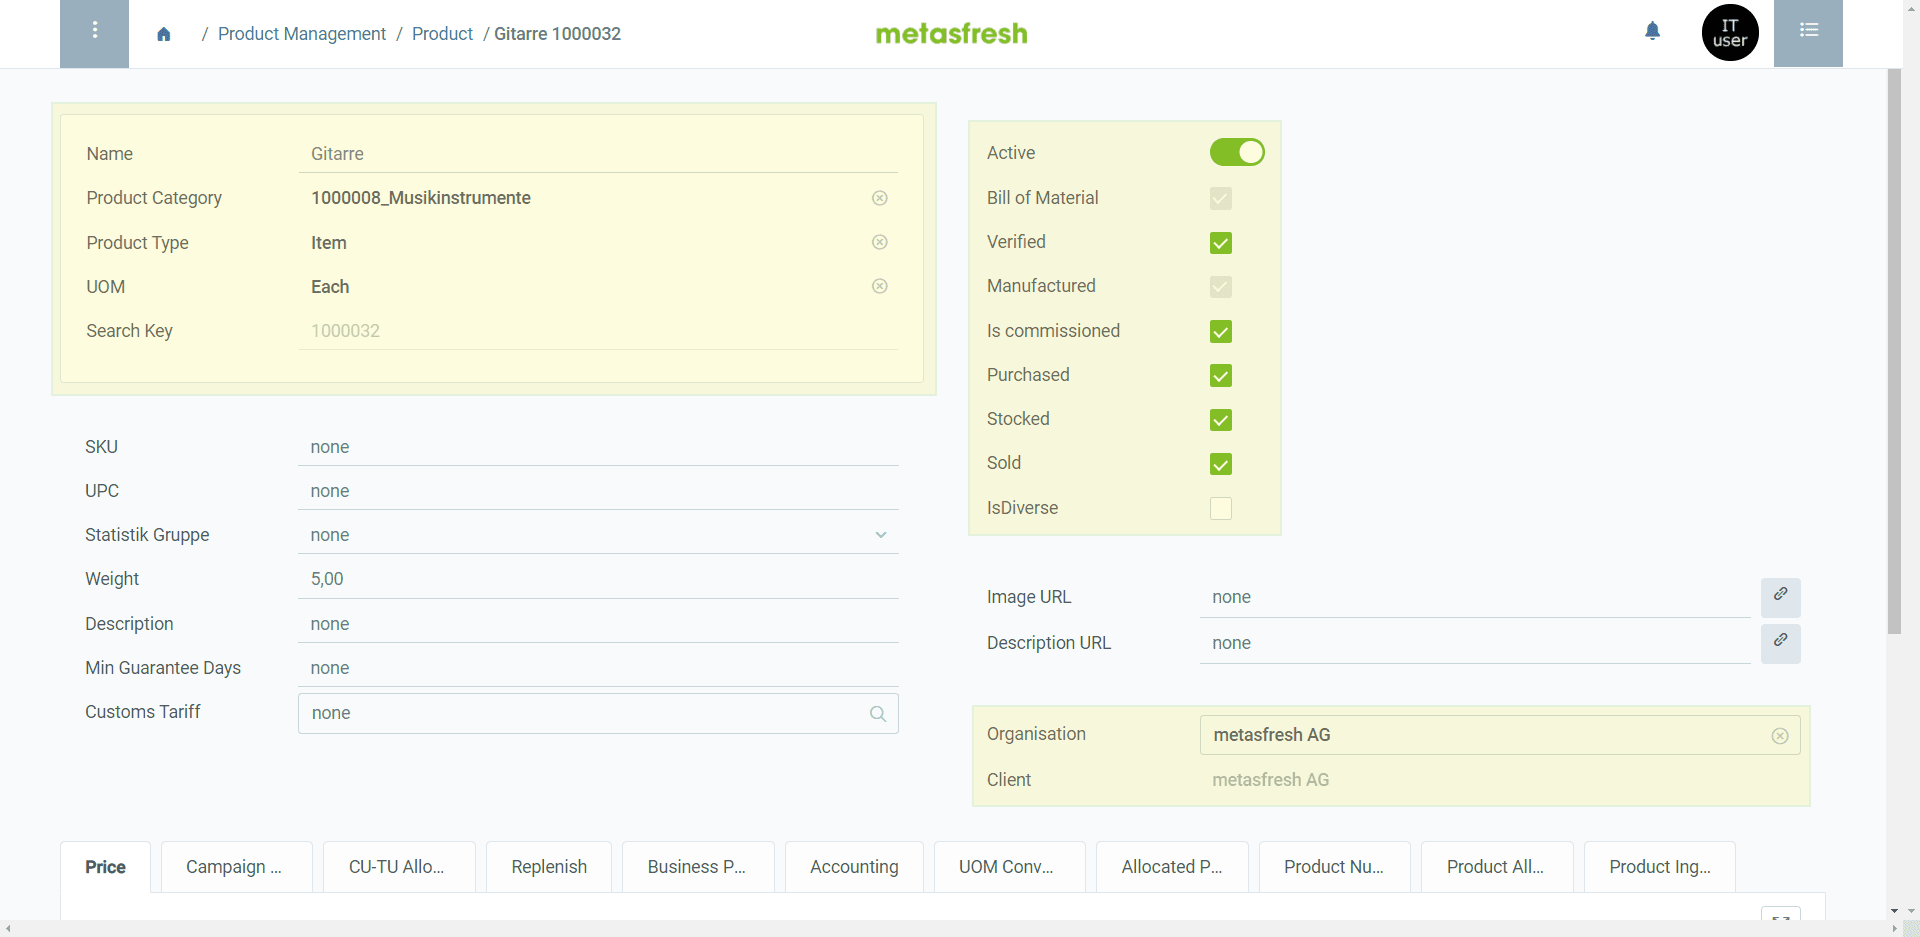 / Product Management / Product / Gitarre 1000032
metasfresh
IT
user
Name Gitarre
Product Category 1000008_Musikinstrumente
Product Type Item
UOM Each
Search Key 1000032
SKU none
UPC none
Statistik Gruppe none
Weight 5,00
Description none
Min Guarantee Days none
Customs Tariff none
Active
Bill of Material
Verified
Manufactured
Is commissioned
Purchased
Stocked
Sold
IsDiverse
Image URL none
Description URL none
Organisation metasfresh AG
Client metasfresh AG
Price Campaign ... CU-TU Allo... Replenish Business P... Accounting UOM Conv... Allocated P... Product Nu... Product All... Product Ing...